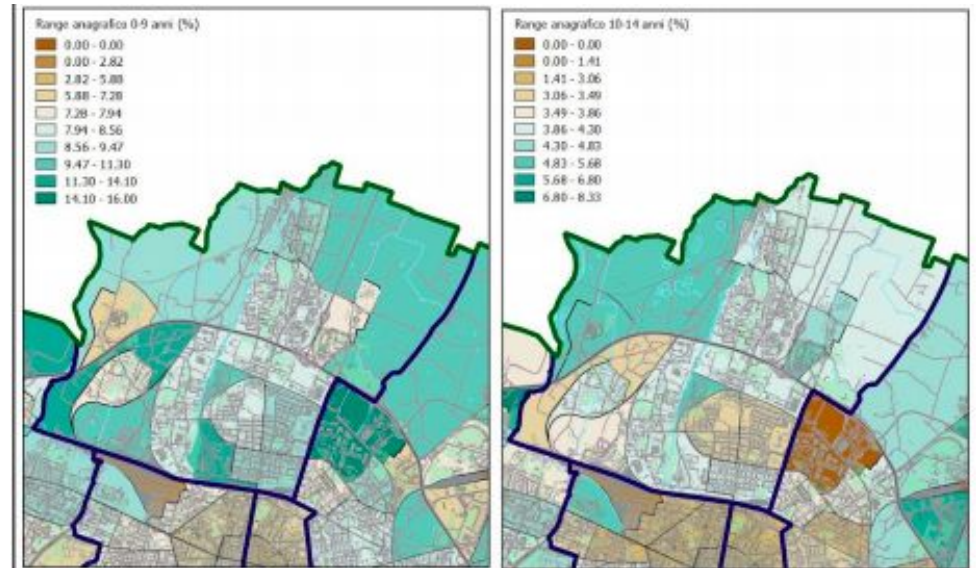 Range anagrafico 0-9 anni (%)
0.00 - 0.00
0.00 - 2.82
2.82 - 5.88
5.88 - 7.28
7.28 - 7.94
7.94 - 8.56
8.56 - 9.47
9.47 - 11.30
11.30 - 14.10
14.10 - 16.00
Range anagrafico 10-14 anni (%)
0.00 - 0.00
0.00 - 1.41
1.41 - 3.06
3.06 - 3.49
3.49 - 3.86
3.86 - 4.30
4.30 - 4.83
4.83 - 5.68
5.68 - 6.80
6.80 - 8.33